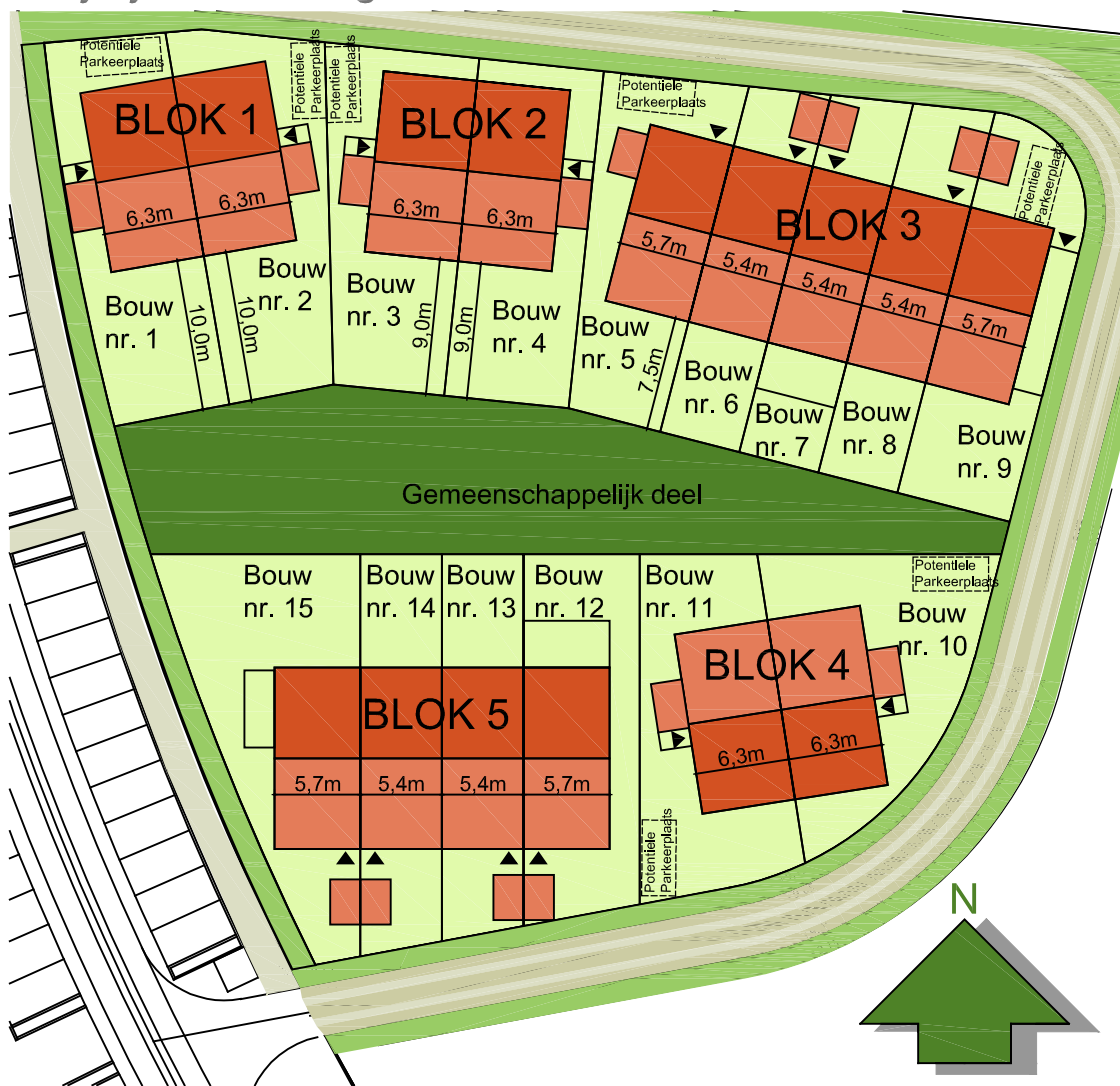 Potentiele
Parkeerplaats
Potentiele
Parkeerplaats
Potentiele
Parkeerplaats
Potentiele
Parkeerplaats
BLOK 1
BLOK 2
BLOK 3
Potentiele
Parkeerplaats
6,3m
6,3m
6,3m
6,3m
5,7m
5,4m
5,4m
5,4m
5,7m
Bouw
nr. 1
10,0m
10,0m
Bouw
nr. 2
Bouw
nr. 3
9,0m
9,0m
Bouw
nr. 4
Bouw
nr. 5
7,5m
Bouw
nr. 6
Bouw
nr. 7
Bouw
nr. 8
Bouw
nr. 9
Gemeenschappelijk deel
Bouw
nr. 15
Bouw
nr. 14
Bouw
nr. 13
Bouw
nr. 12
Bouw
nr. 11
Potentiele
Parkeerplaats
Bouw
nr. 10
BLOK 5
BLOK 4
5,7m
5,4m
5,4m
5,7m
6,3m
6,3m
Potentiele
Parkeerplaats
N